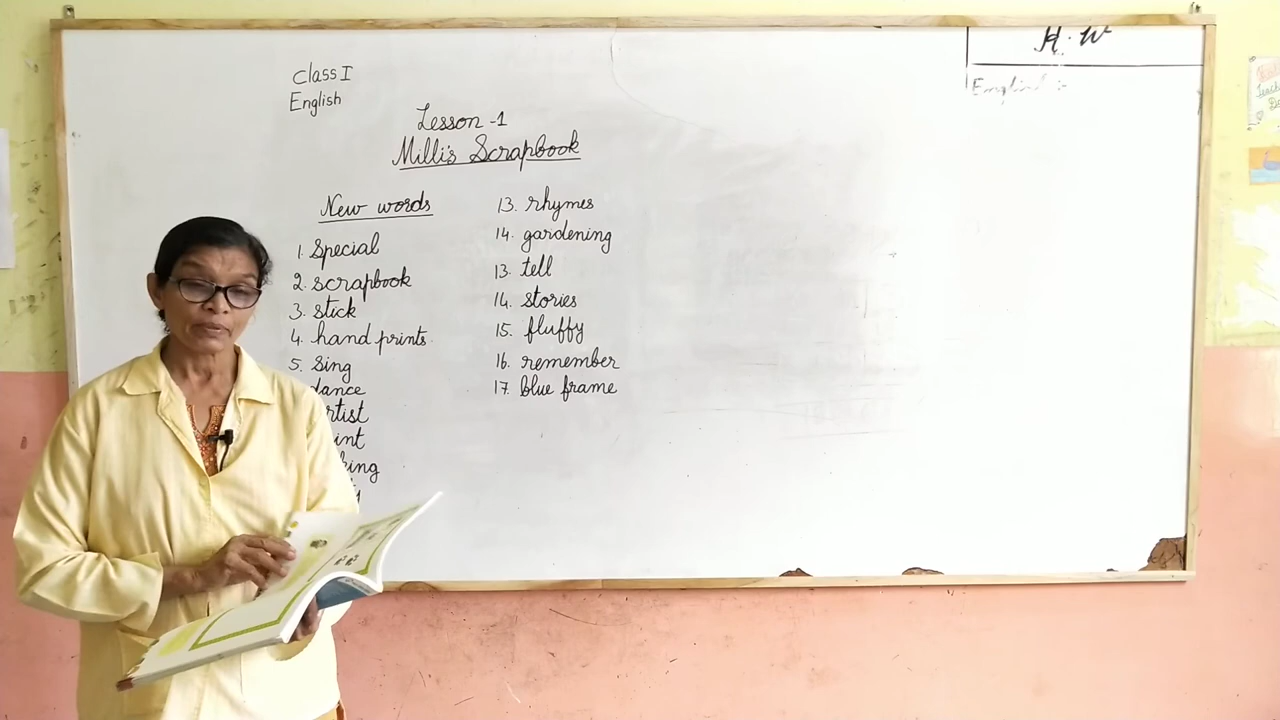 Class I
English
Lesson -1
Milli's Scrapbook
New words
1. Special
2. scrapbook
3. stick
4. hand prints.
5. Sing
dance
13. rhymes
14. gardening
13. tell
14. stories
15. fluffy
16. remember
17. blue frame
H.W